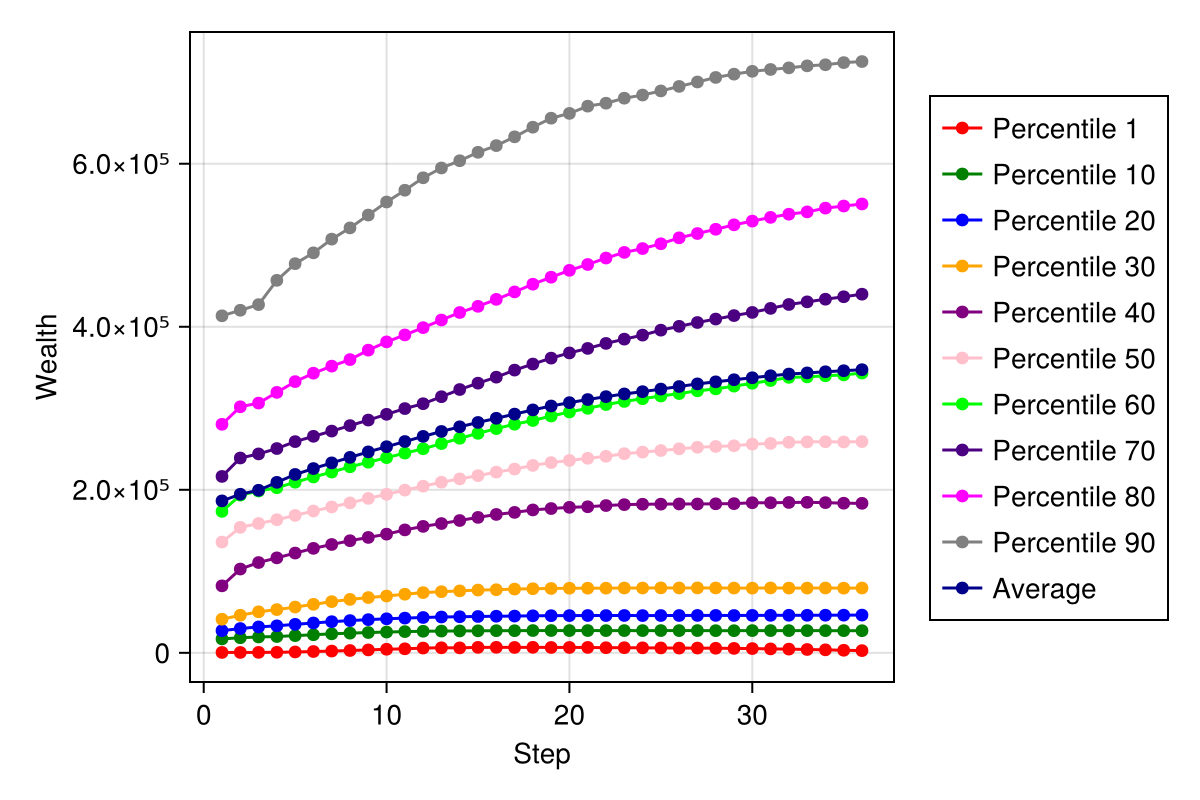 6.0×10⁵
4.0×10⁵
2.0×10⁵
0
Wealth
0 10 20 30
Step
Percentile 1
Percentile 10
Percentile 20
Percentile 30
Percentile 40
Percentile 50
Percentile 60
Percentile 70
Percentile 80
Percentile 90
Average